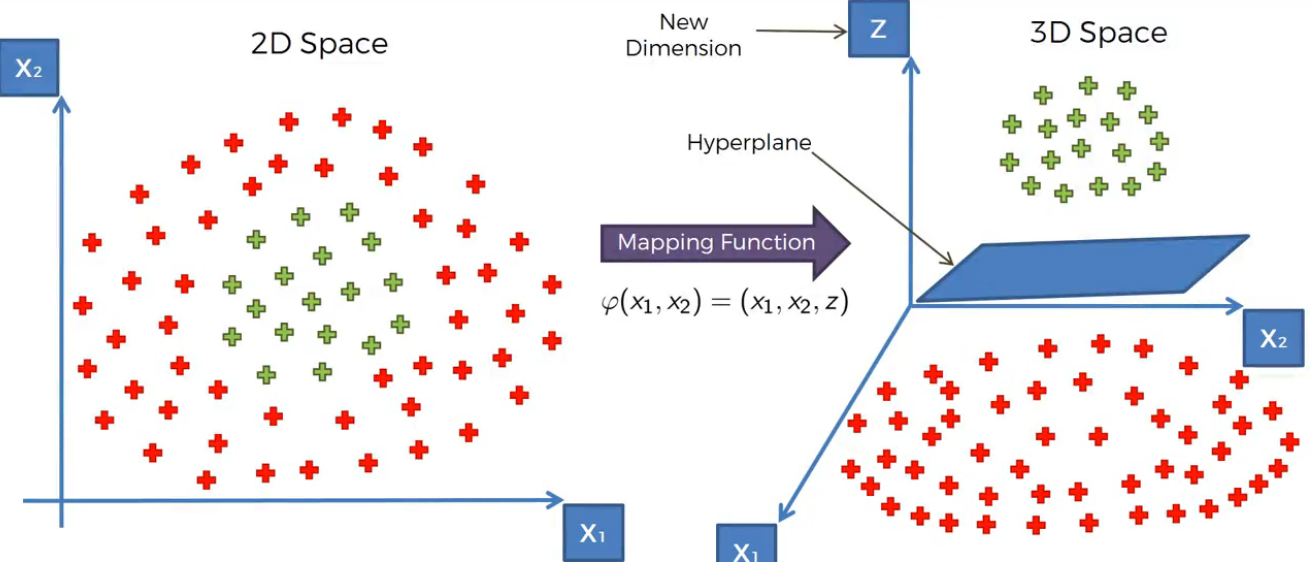 2D Space
X₂
X₁
New
Dimension
Z
3D Space
Hyperplane
Mapping Function
φ(x₁, x₂) = (x₁, x₂, z)
X₂
X₁